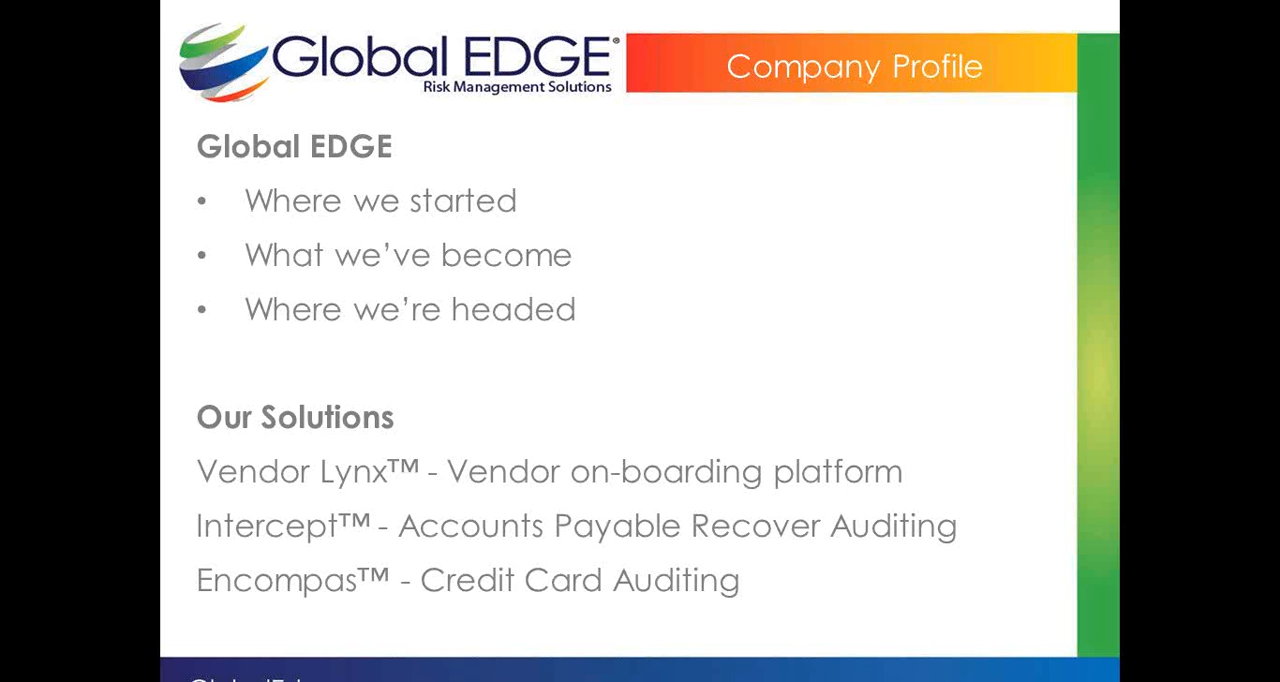 Global EDGE®
Risk Management Solutions
Company Profile
Global EDGE
• Where we started
• What we’ve become
• Where we’re headed
Our Solutions
Vendor Lynx™ - Vendor on-boarding platform
Intercept™ - Accounts Payable Recover Auditing
Encompas™ - Credit Card Auditing